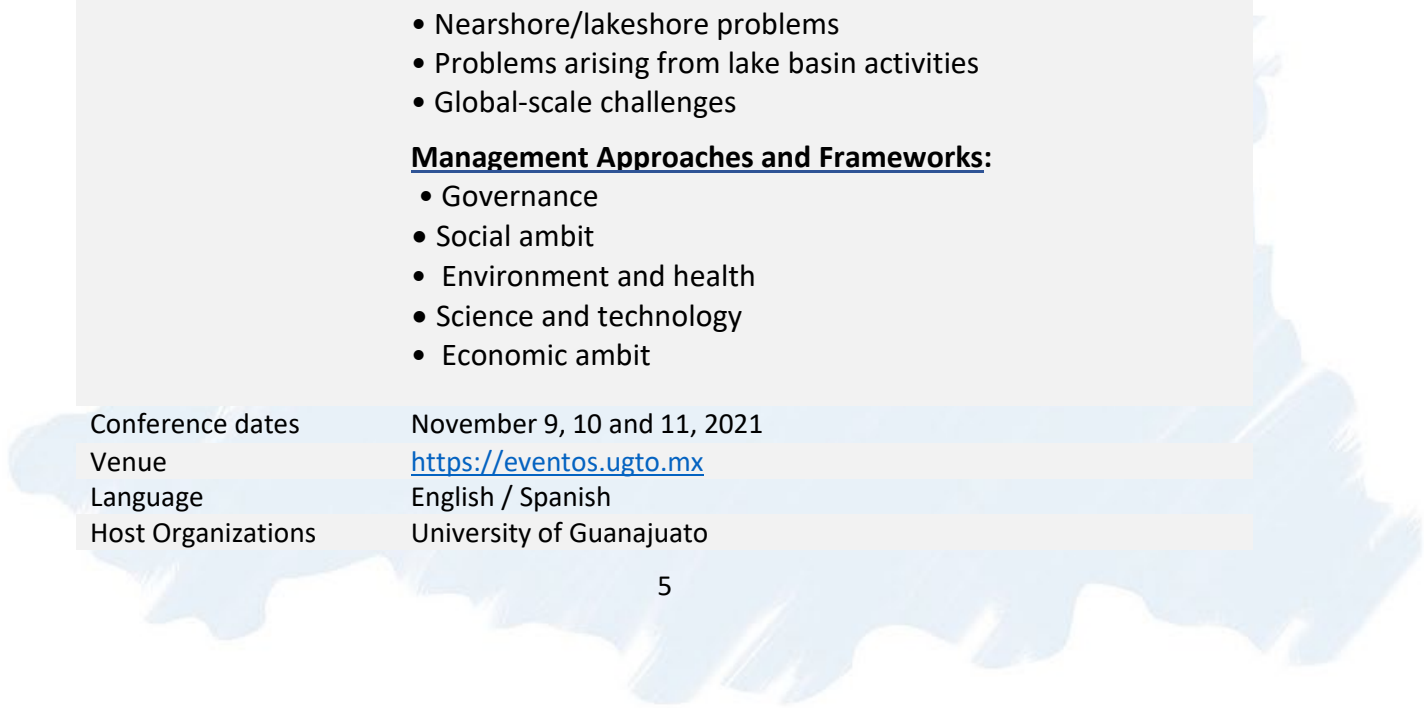 • Nearshore/lakeshore problems
• Problems arising from lake basin activities
• Global-scale challenges
Management Approaches and Frameworks:
• Governance
• Social ambit
• Environment and health
• Science and technology
• Economic ambit
Conference dates November 9, 10 and 11, 2021
Venue https://eventos.ugto.mx
Language English / Spanish
Host Organizations University of Guanajuato
5